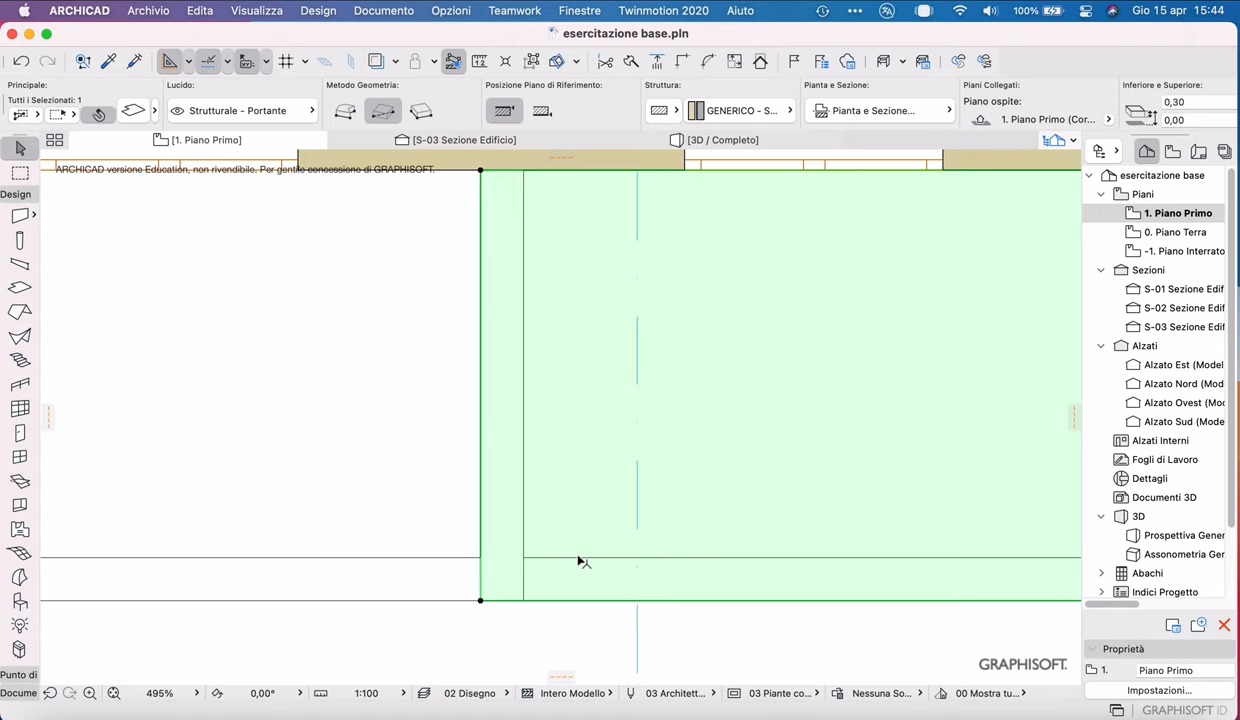 ARCHICAD Archivio Edita Visualizza Design Documento Opzioni Teamwork Finestre Twinmotion 2020 Aiuto 100% Gio 15 apr 15:44
esercitazione base.pln
Principale: Metodo Geometria: Posizione Piano di Riferimento: Struttura: Pianta e Sezione: Piani Collegati: Inferiore e Superiore:
Tutti i Selezionati: 1
Strutturale - Portante GENERICO - S... Pianta e Sezione... Piano ospite: 0,30
1. Piano Primo (Cor... 0,00
[1. Piano Primo] [S-03 Sezione Edificio] [3D / Completo]
ARCHICAD versione Education, non rivendibile. Per gentile concessione di GRAPHISOFT.
Design
esercitazione base
Piani
1. Piano Primo
0. Piano Terra
-1. Piano Interrato
Sezioni
S-01 Sezione Edif
S-02 Sezione Edif
S-03 Sezione Edif
Alzati
Alzato Est (Model
Alzato Nord (Mod
Alzato Ovest (Mod
Alzato Sud (Mode
Alzati Interni
Fogli di Lavoro
Dettagli
Documenti 3D
3D
Prospettiva Gener
Assonometria Ger
Abachi
Indici Progetto
GRAPHISOFT.
Proprietà
1. Piano Primo
Impostazioni...
GRAPHISOFT ID
Punto di
Docume
495% 0,00° 1:100 02 Disegno Intero Modello 03 Architett... 03 Piante co... Nessuna So... 00 Mostra tu...